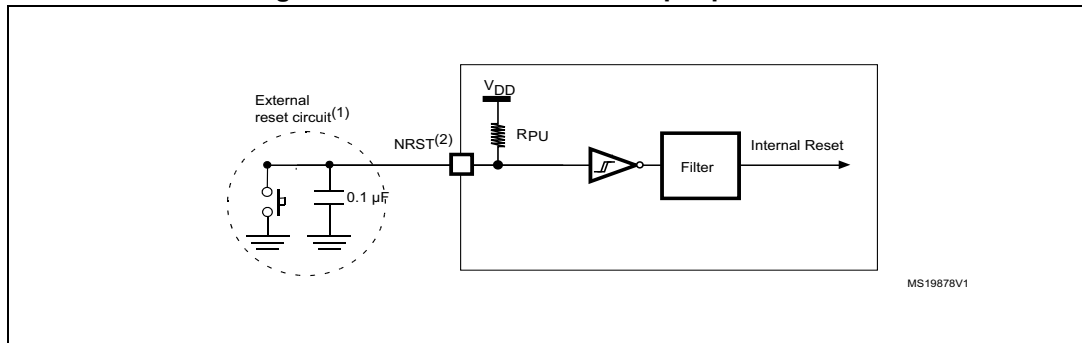 External
reset circuit(1)
NRST(2)
VDD
RPU
0.1 µF
Filter
Internal Reset
MS19878V1